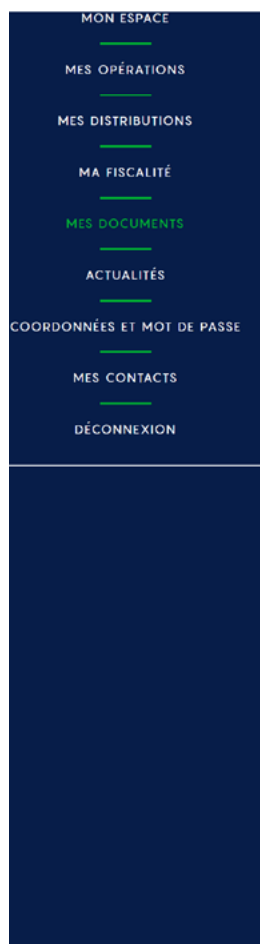 MON ESPACE
MES OPÉRATIONS
MES DISTRIBUTIONS
MA FISCALITÉ
MES DOCUMENTS
ACTUALITÉS
COORDONNÉES ET MOT DE PASSE
MES CONTACTS
DÉCONNEXION